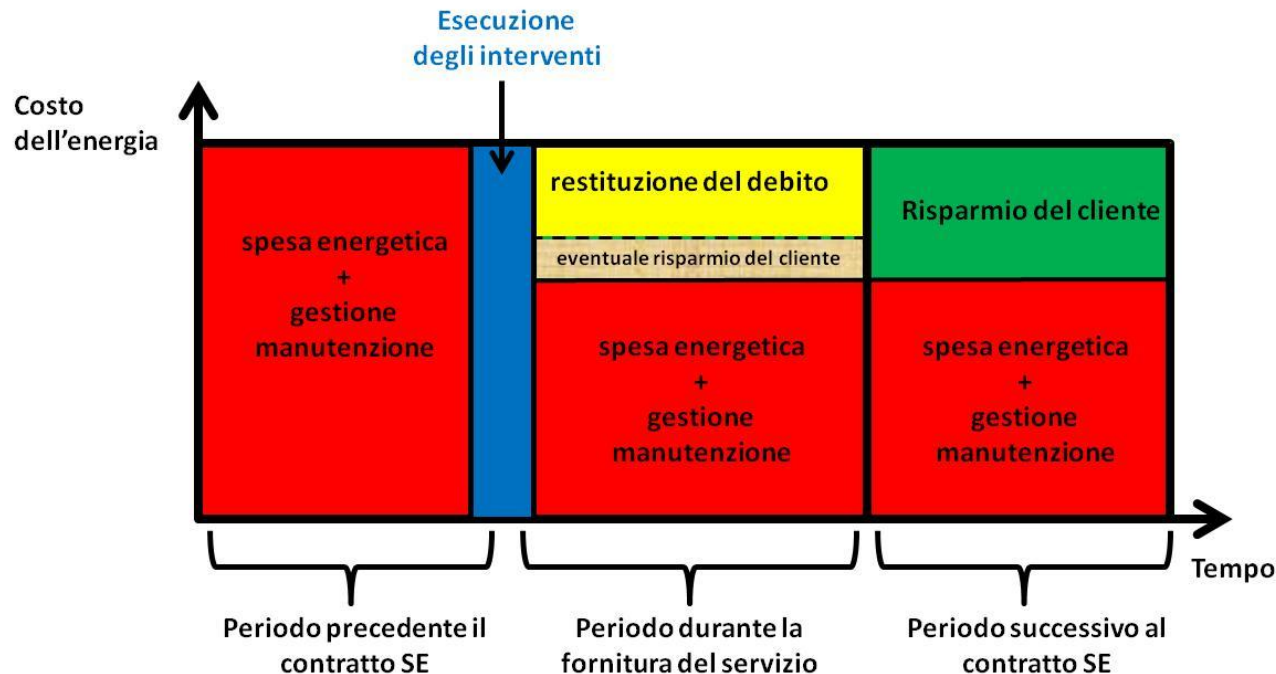 Esecuzione
degli interventi
Costo
dell'energia
spesa energetica
+
gestione
manutenzione
restituzione del debito
eventuale risparmio del cliente
spesa energetica
+
gestione
manutenzione
Risparmio del cliente
spesa energetica
+
gestione
manutenzione
Tempo
Periodo precedente il
contratto SE
Periodo durante la
fornitura del servizio
Periodo successivo al
contratto SE